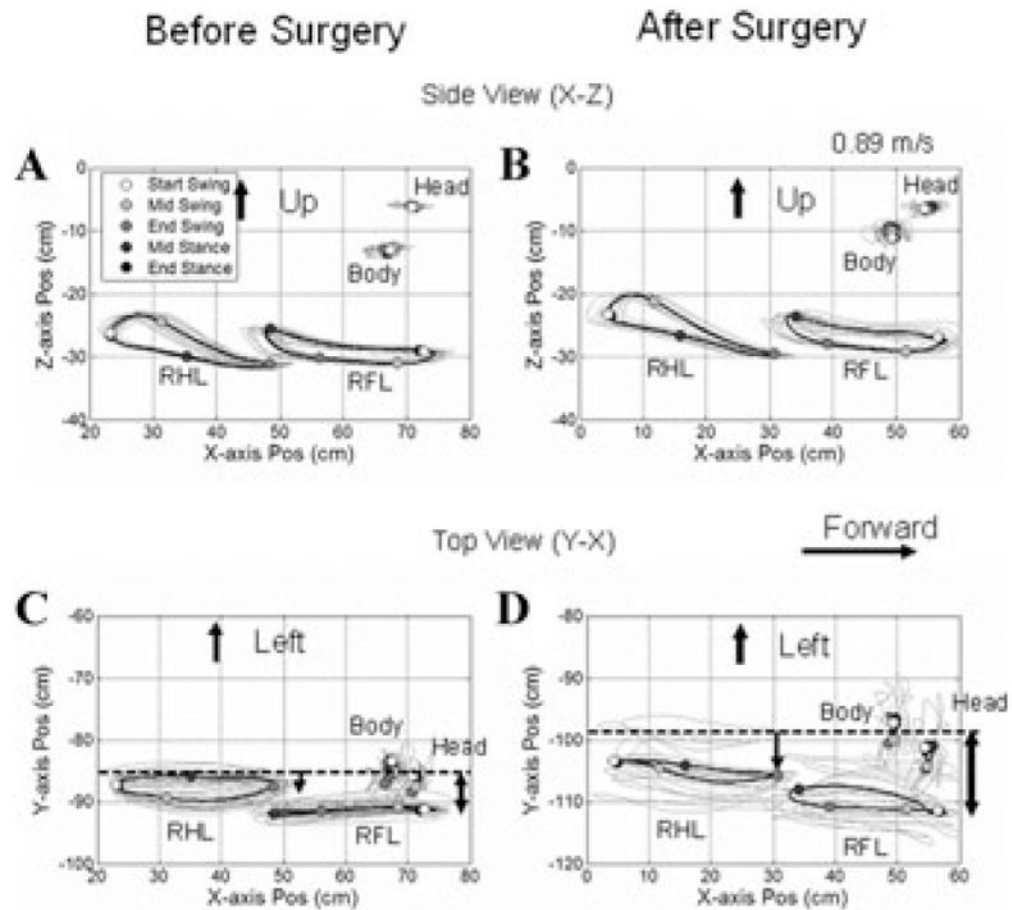 Before Surgery
After Surgery
Side View (X-Z)
A
B
0.89 m/s
0
-10
-20
-30
-40
Z-axis Pos (cm)
Start Swing
Mid Swing
End Swing
Mid Stance
End Stance
Up
Head
Body
RHL
RFL
20 30 40 50 60 70 80
X-axis Pos (cm)
0
-10
-20
-30
-40
Z-axis Pos (cm)
Up
Head
Body
RHL
RFL
0 10 20 30 40 50 60
X-axis Pos (cm)
Top View (Y-X)
Forward
C
D
-60
-70
-80
-90
-100
Y-axis Pos (cm)
Left
Body
Head
RHL
RFL
20 30 40 50 60 70 80
X-axis Pos (cm)
-80
-90
-100
-110
-120
Y-axis Pos (cm)
Left
Body
Head
RHL
RFL
0 10 20 30 40 50 60
X-axis Pos (cm)